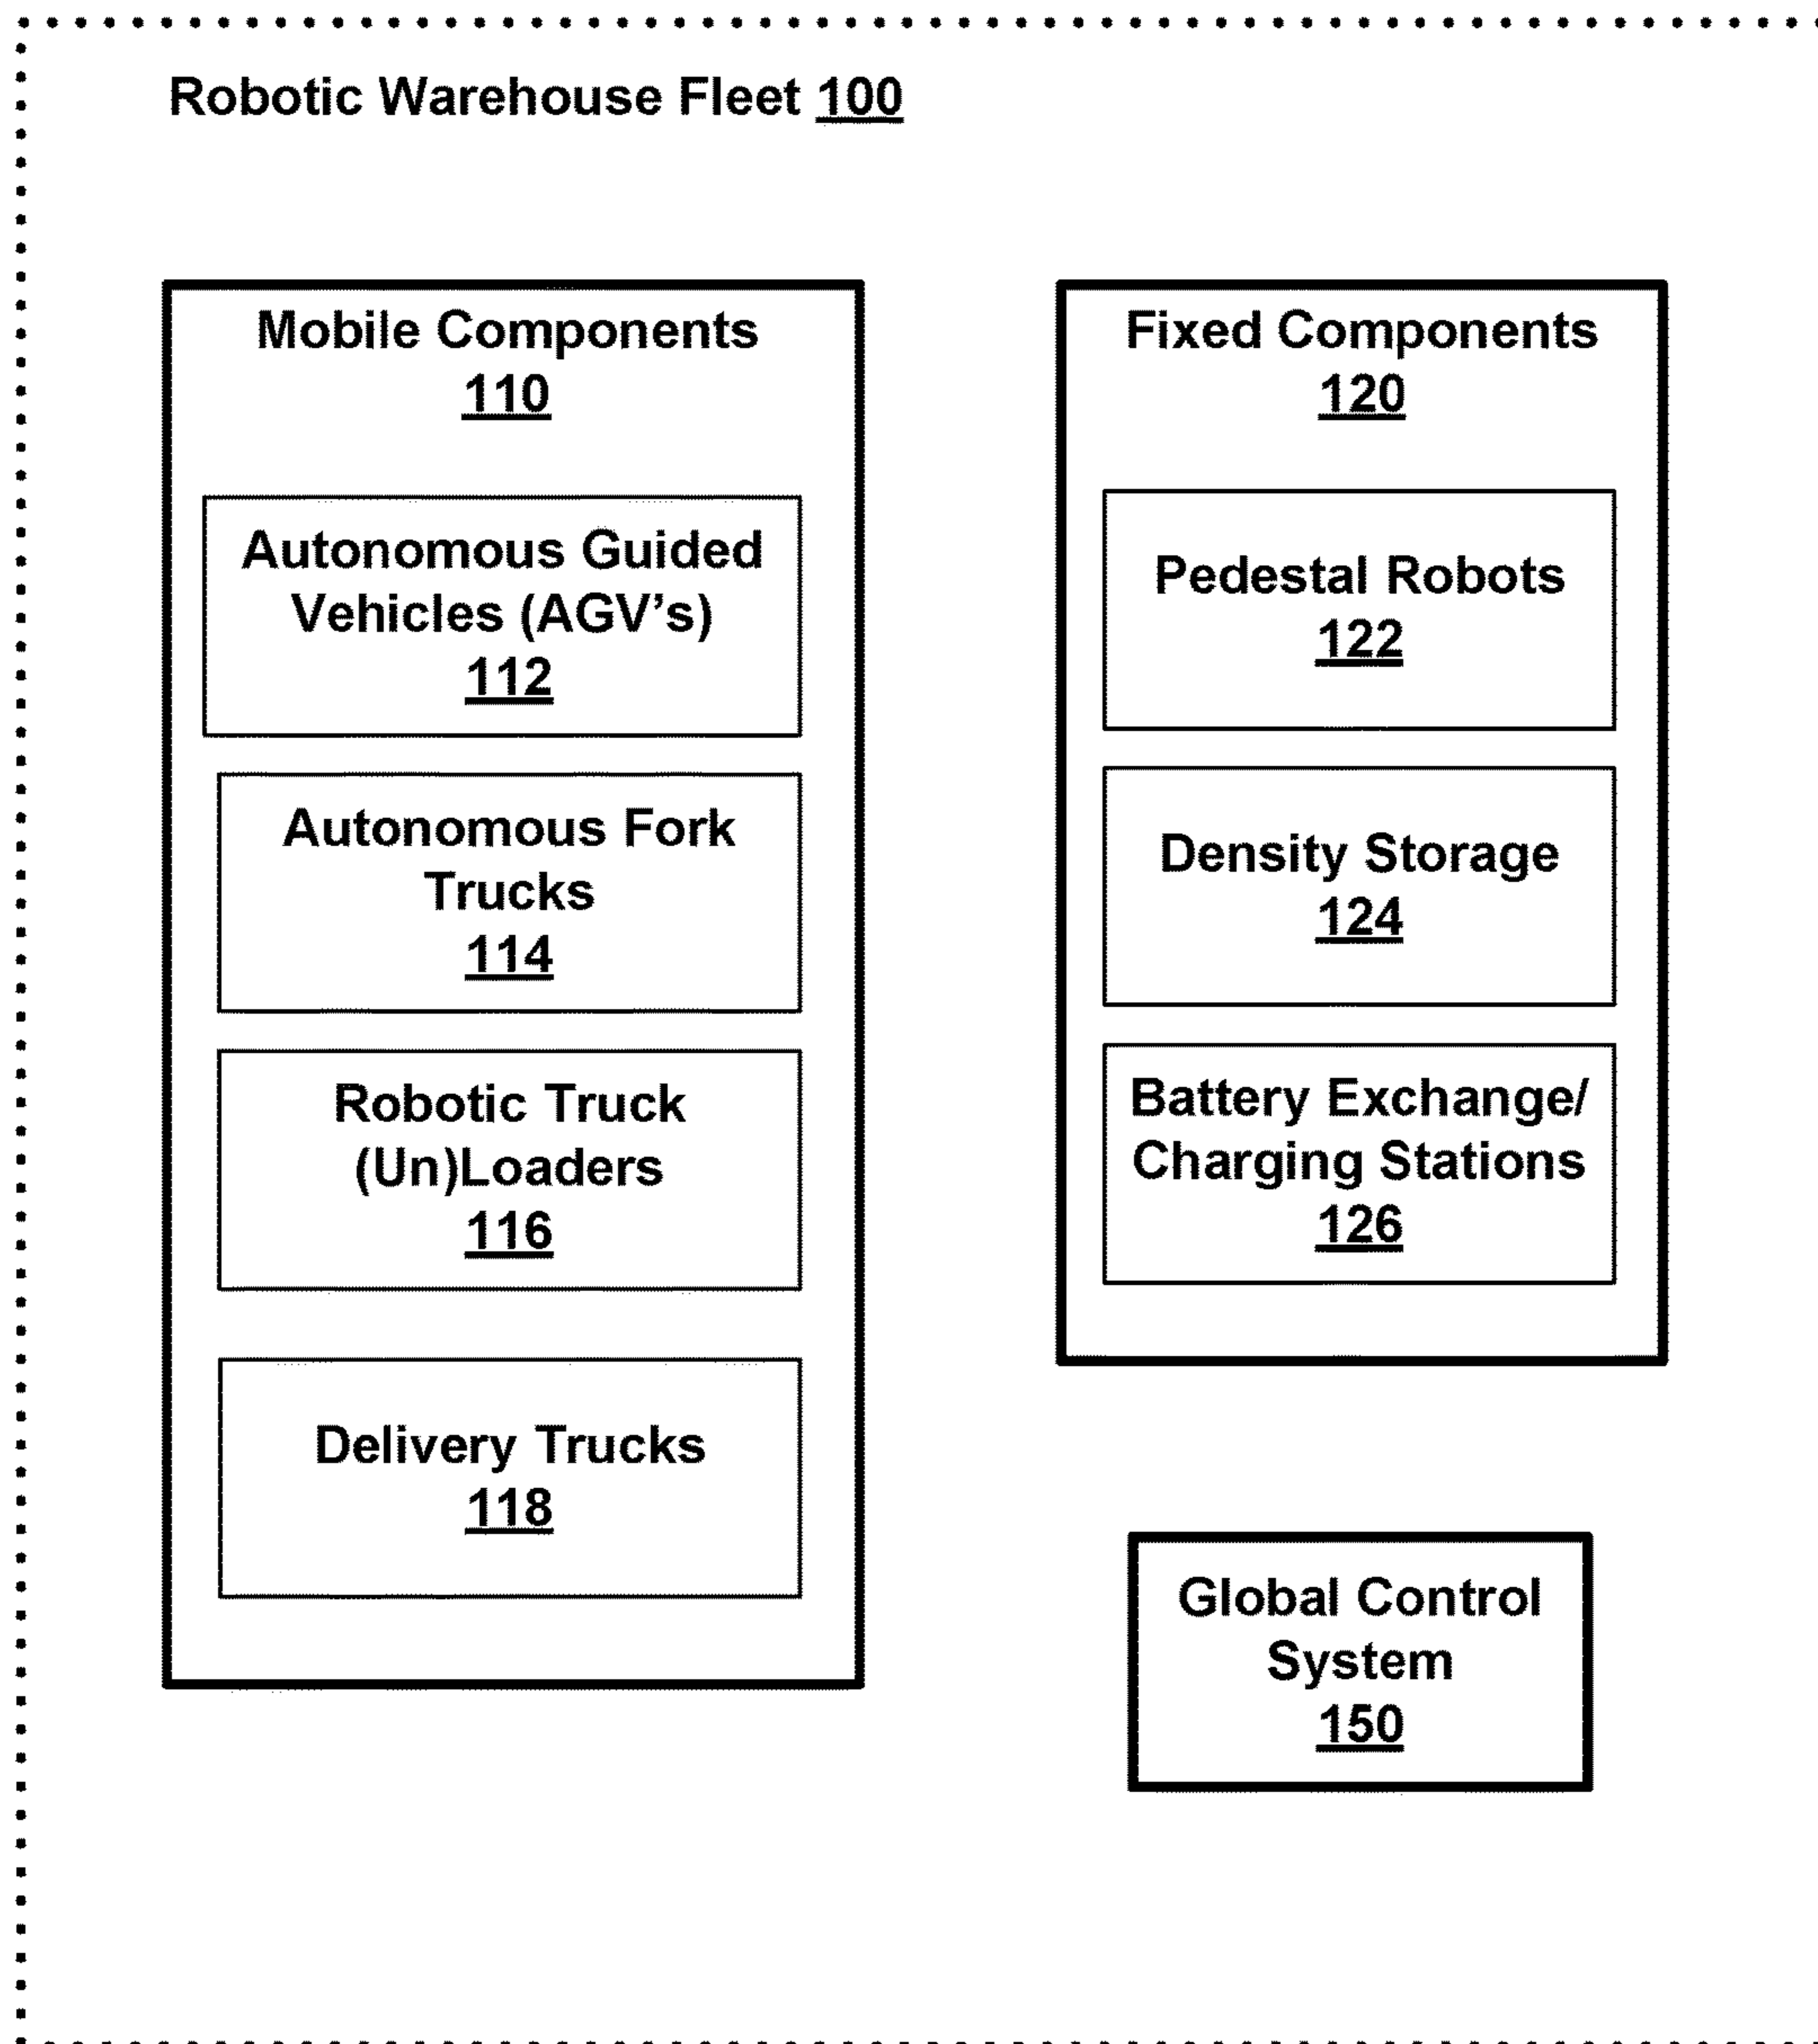 Robotic Warehouse Fleet 100
Mobile Components
110
Autonomous Guided
Vehicles (AGV's)
112
Autonomous Fork
Trucks
114
Robotic Truck
(Un)Loaders
116
Delivery Trucks
118
Fixed Components
120
Pedestal Robots
122
Density Storage
124
Battery Exchange/
Charging Stations
126
Global Control
System
150